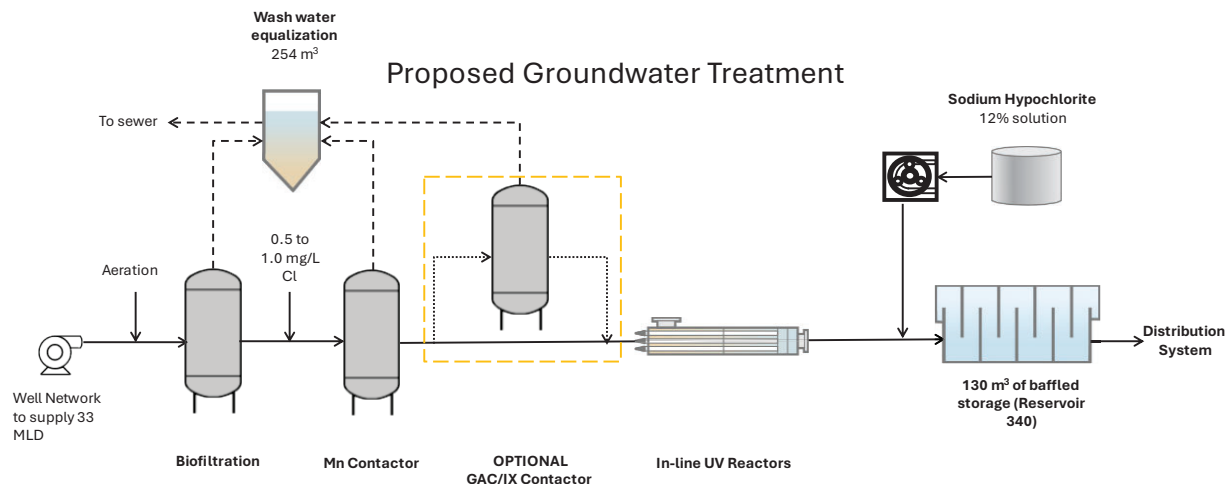 Wash water
equalization
254 m³
Proposed Groundwater Treatment
Sodium Hypochlorite
12% solution
To sewer
0.5 to
1.0 mg/L
Cl
Aeration
Distribution
System
Well Network
to supply 33
MLD
130 m³ of baffled
storage (Reservoir
340)
Biofiltration
Mn Contactor
OPTIONAL
GAC/IX Contactor
In-line UV Reactors